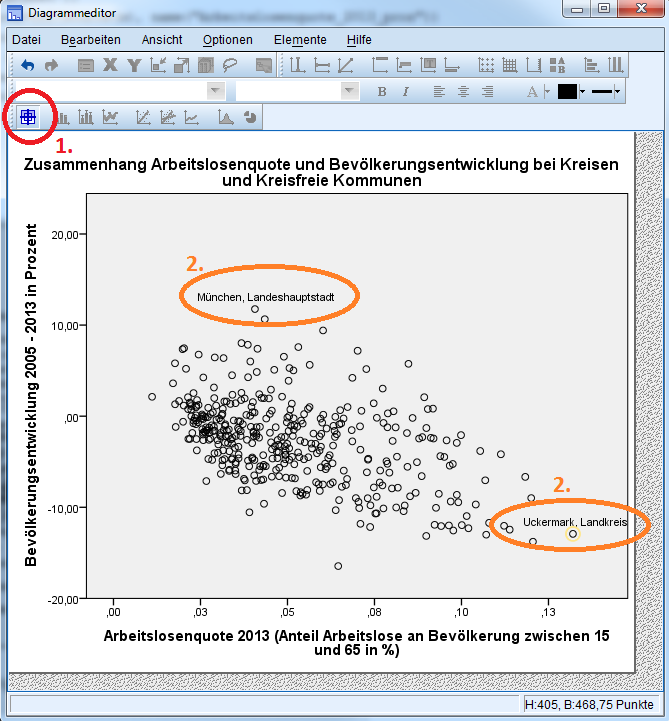 Diagrammeditor
Datei Bearbeiten Ansicht Optionen Elemente Hilfe
X Y
B I A
1.
Zusammenhang Arbeitslosenquote und Bevölkerungsentwicklung bei Kreisen
und Kreisfreie Kommunen
Bevölkerungsentwicklung 2005 - 2013 in Prozent
20,00
10,00
,00
-10,00
-20,00
2.
München, Landeshauptstadt
2.
Uckermark, Landkreis
,00 ,03 ,05 ,08 ,10 ,13
Arbeitslosenquote 2013 (Anteil Arbeitslose an Bevölkerung zwischen 15
und 65 in %)
H:405, B:468,75 Punkte